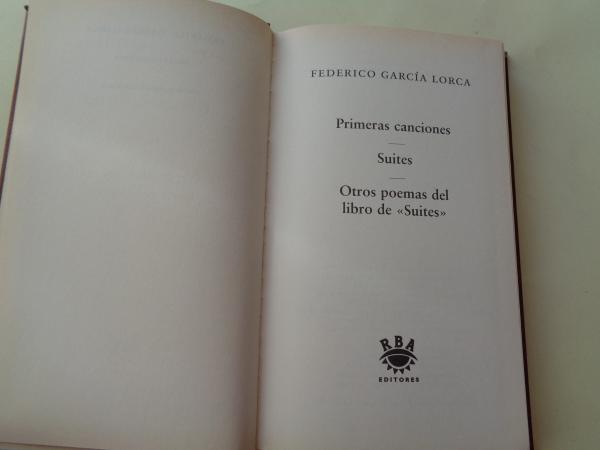 FEDERICO GARCÍA LORCA
Primeras canciones
Suites
Otros poemas del
libro de «Suites»
RBA
EDITORES